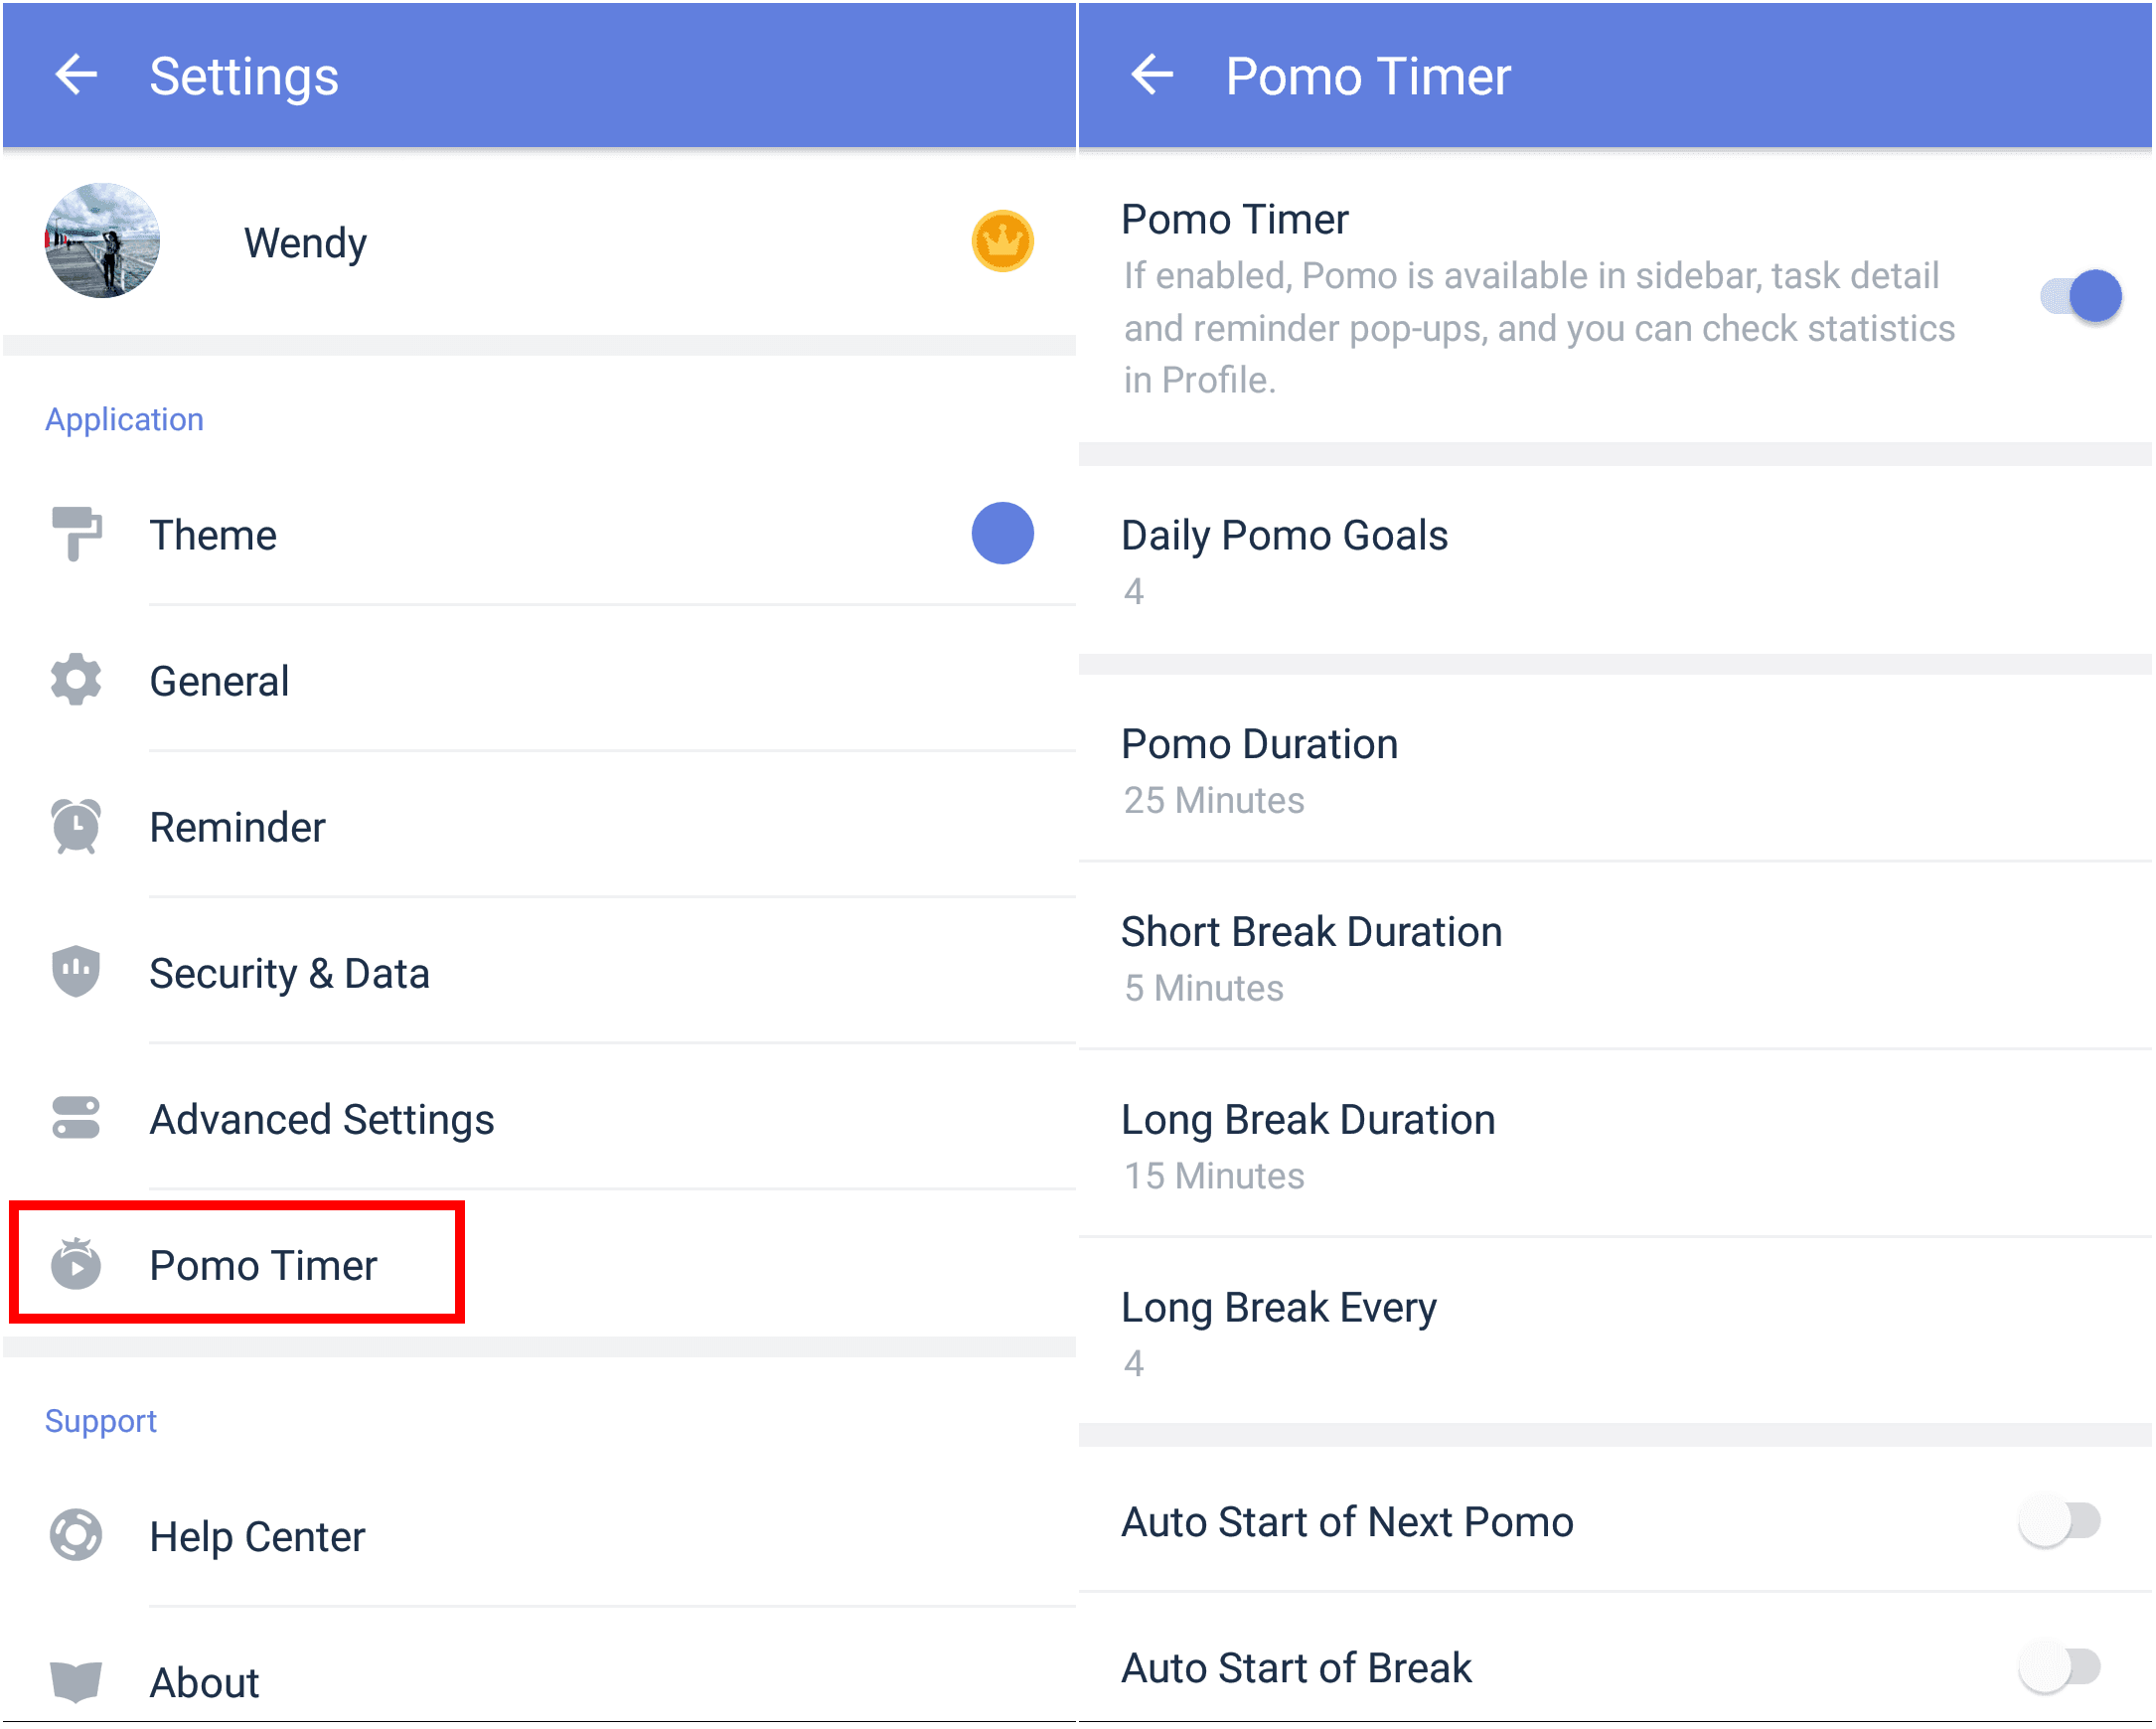 Settings
Wendy
Application
Theme
General
Reminder
Security & Data
Advanced Settings
Pomo Timer
Support
Help Center
About
Pomo Timer
Pomo Timer
If enabled, Pomo is available in sidebar, task detail
and reminder pop-ups, and you can check statistics
in Profile.
Daily Pomo Goals
4
Pomo Duration
25 Minutes
Short Break Duration
5 Minutes
Long Break Duration
15 Minutes
Long Break Every
4
Auto Start of Next Pomo
Auto Start of Break